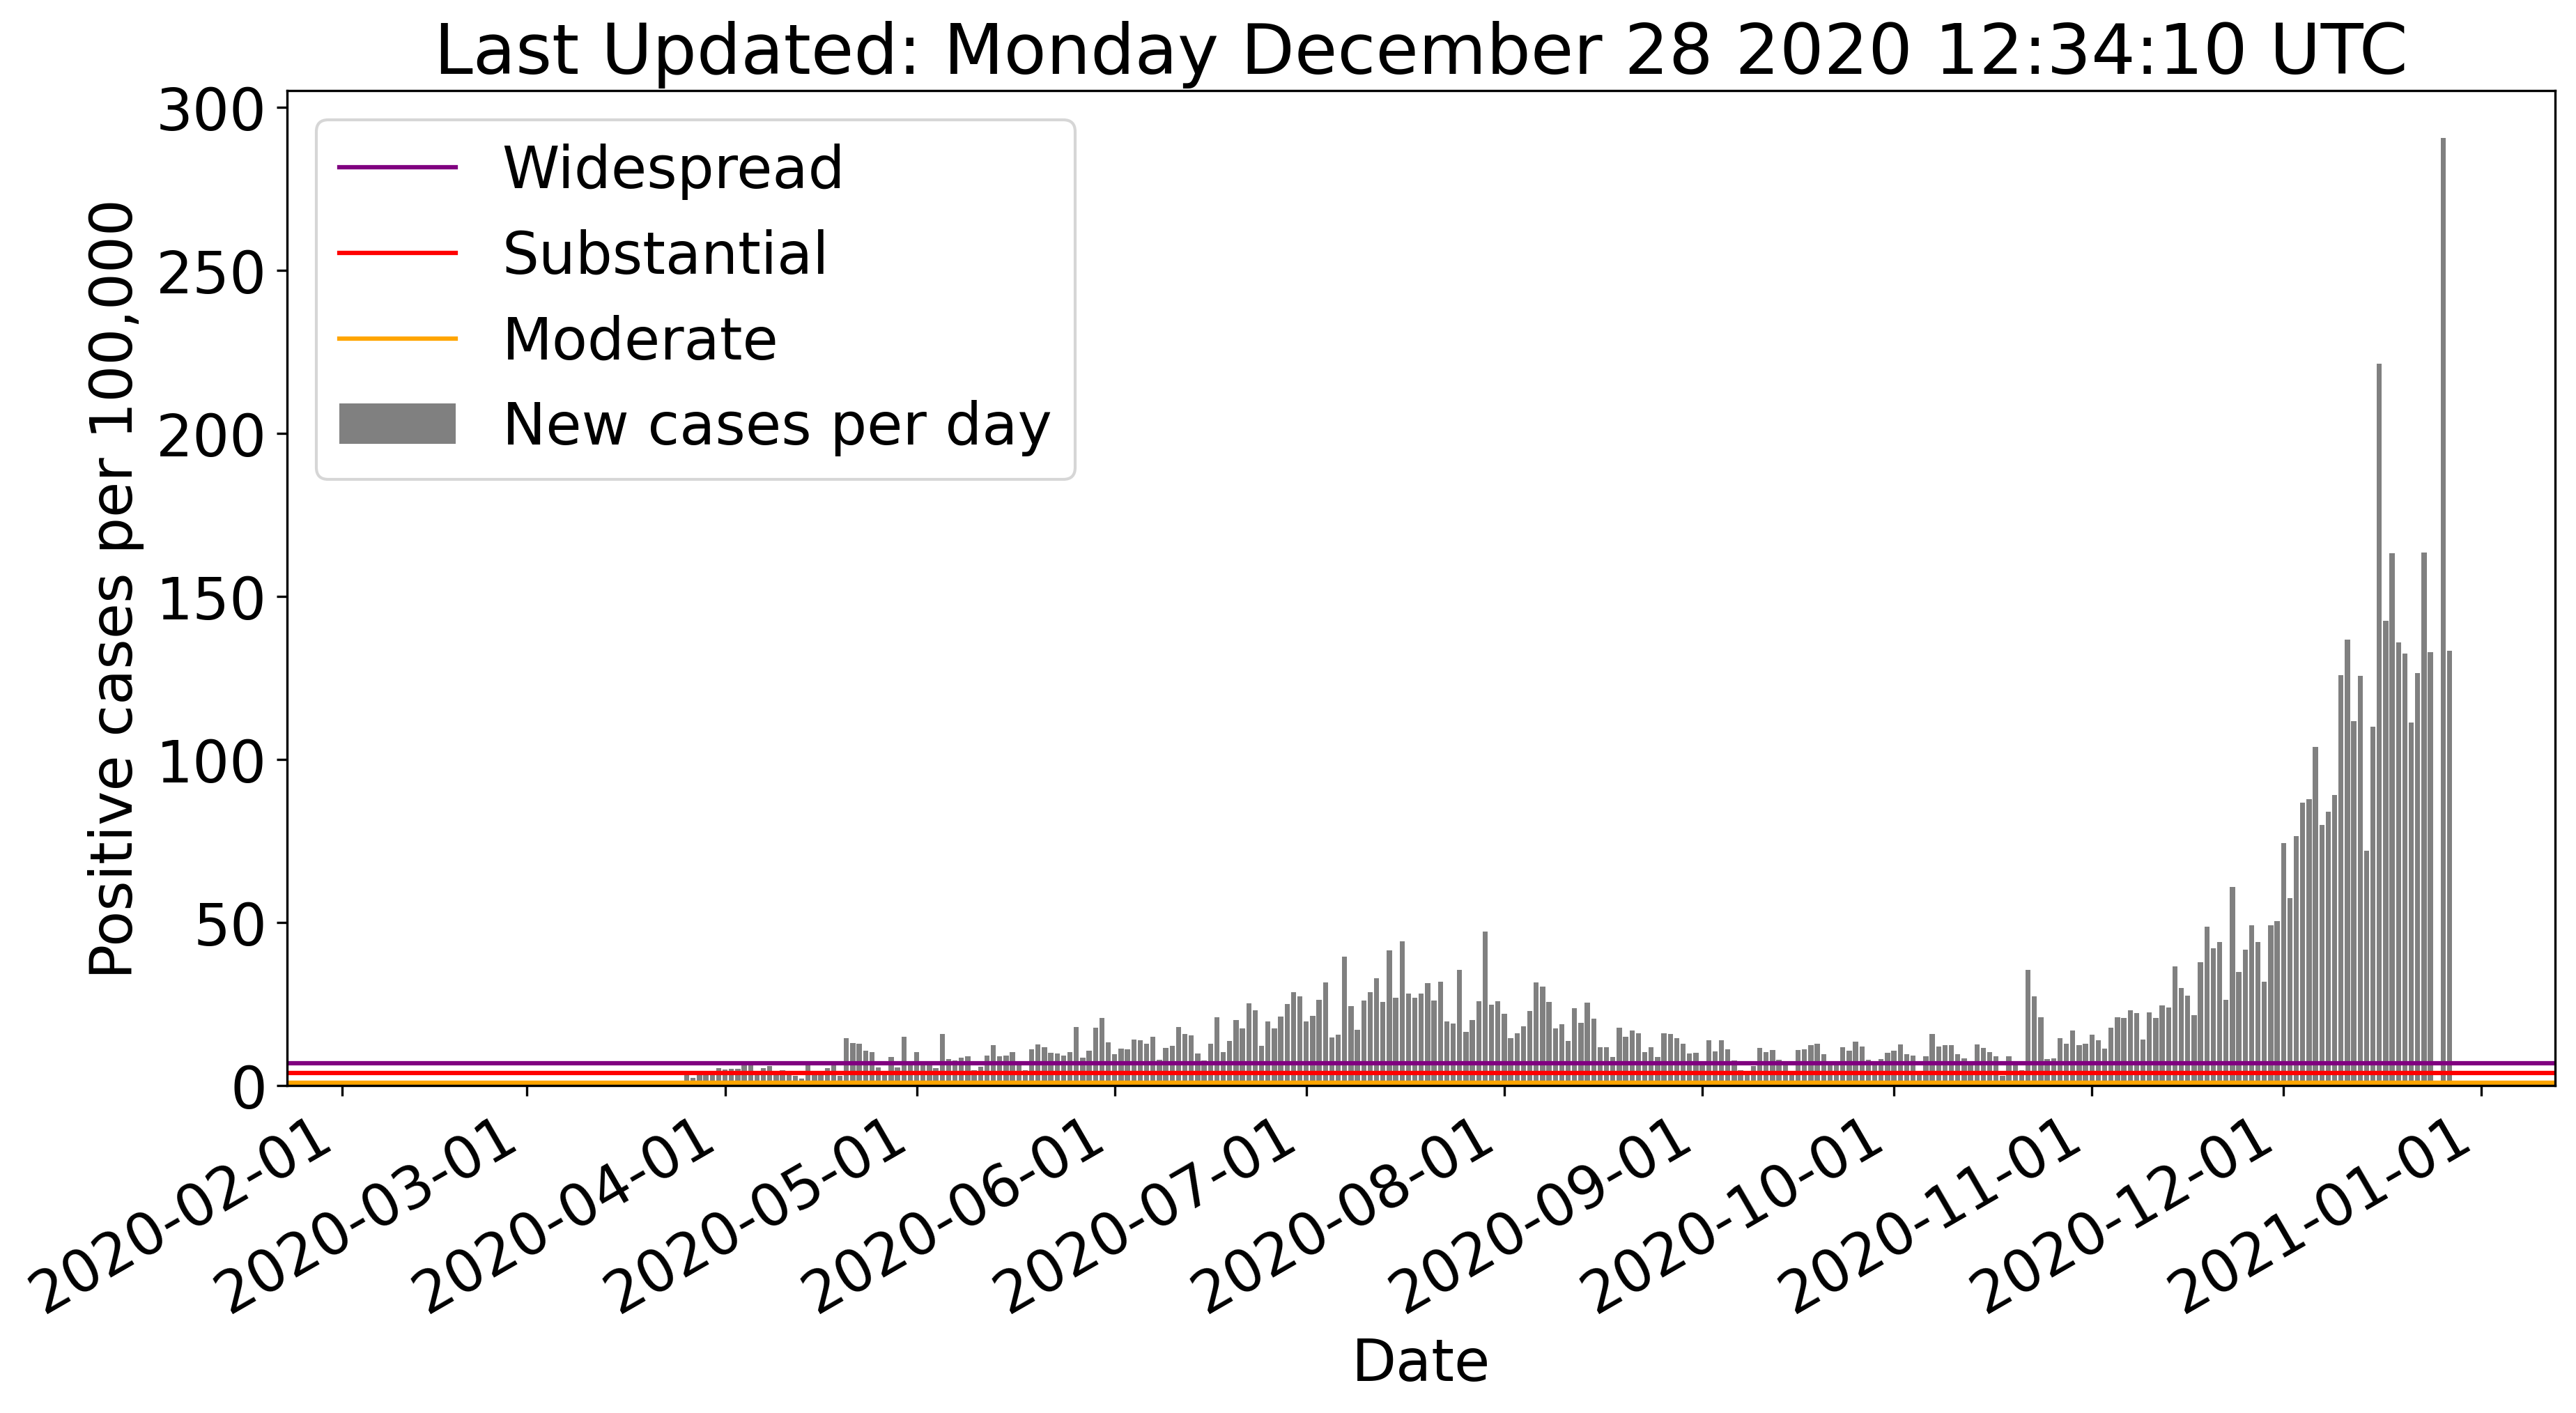 Last Updated: Monday December 28 2020 12:34:10 UTC
Positive cases per 100,000
300
250
200
150
100
50
0
Widespread
Substantial
Moderate
New cases per day
2020-02-01
2020-03-01
2020-04-01
2020-05-01
2020-06-01
2020-07-01
2020-08-01
2020-09-01
2020-10-01
2020-11-01
2020-12-01
2021-01-01
Date